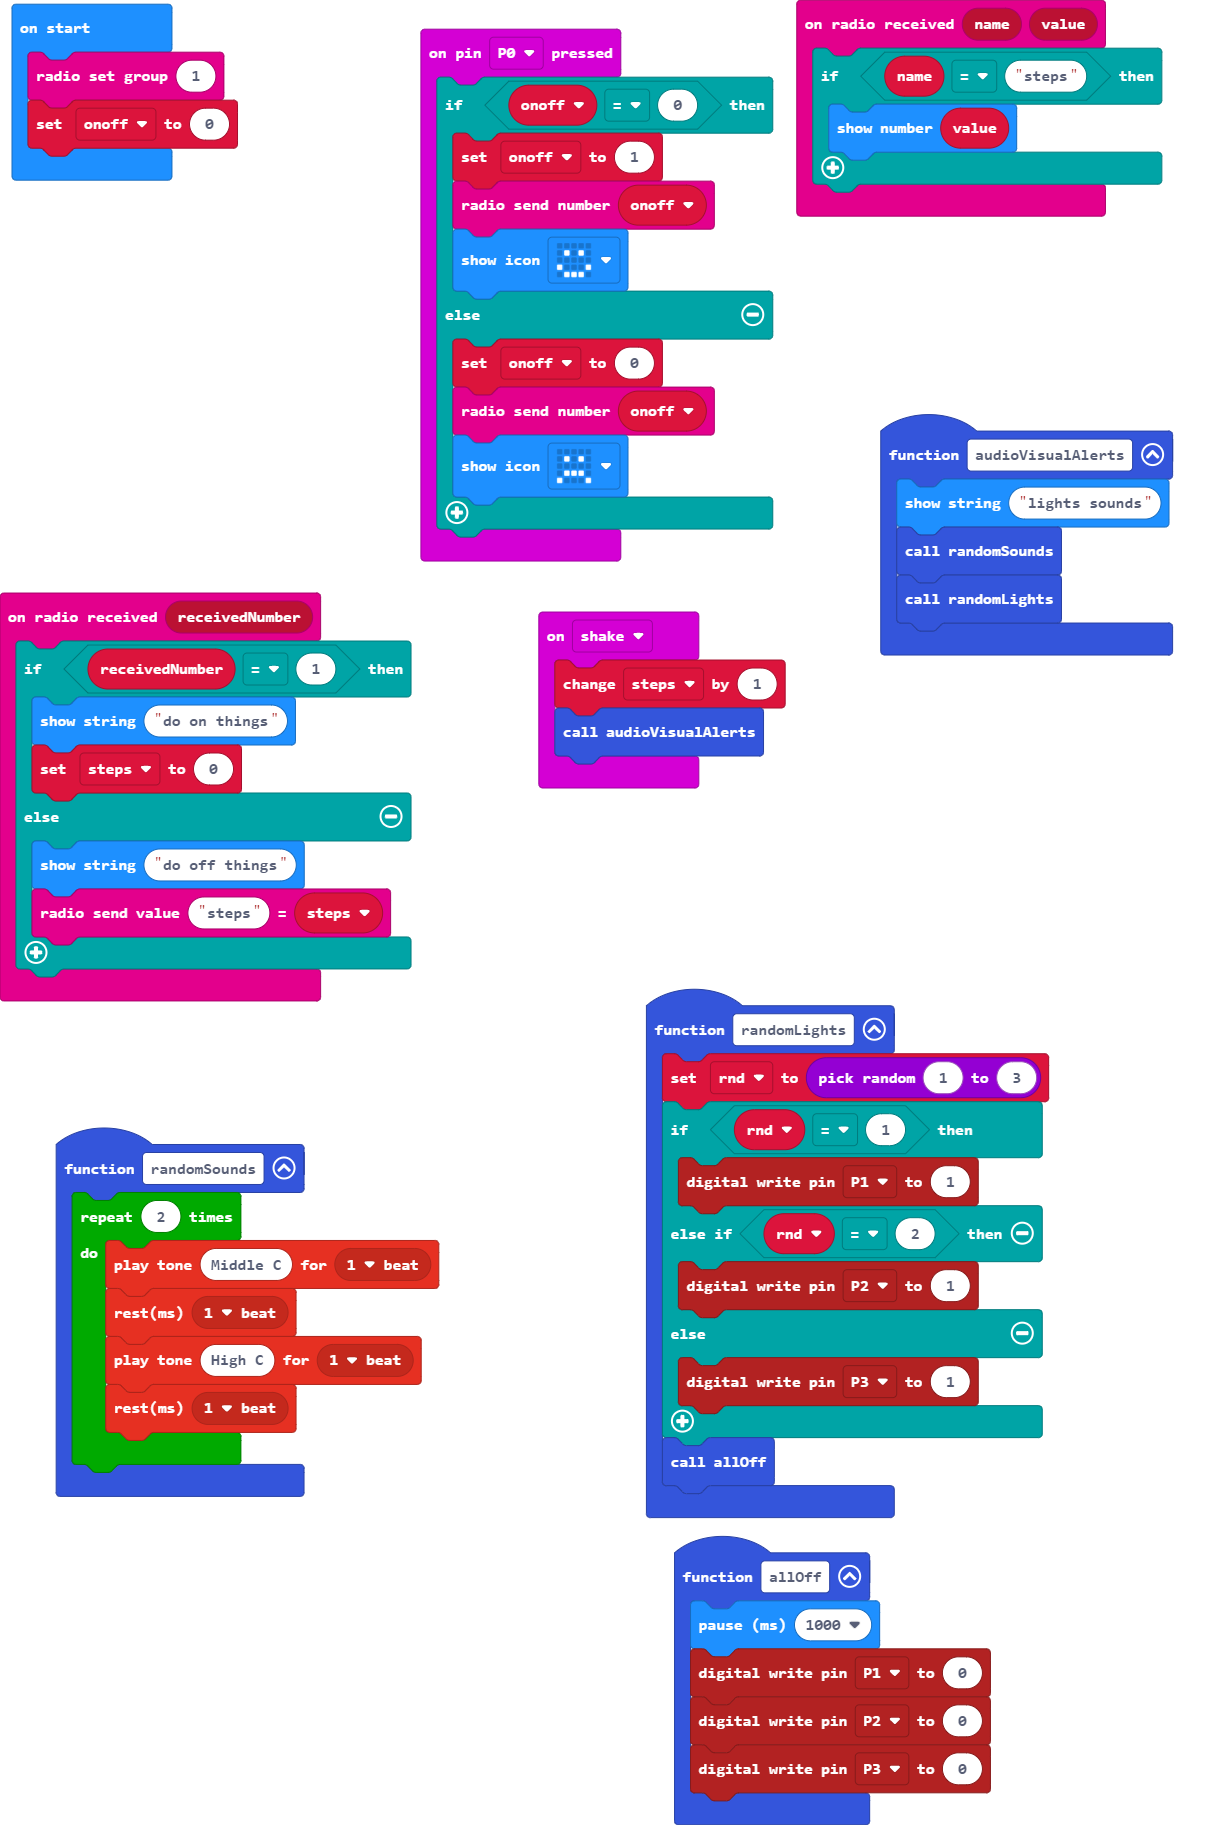 on start
radio set group 1
set onoff to 0
on pin P0 pressed
if onoff = 0 then
set onoff to 1
radio send number onoff
show icon
else
set onoff to 0
radio send number onoff
show icon
on radio received name value
if name = "steps" then
show number value
function audioVisualAlerts
show string "lights sounds"
call randomSounds
call randomLights
on radio received receivedNumber
if receivedNumber = 1 then
show string "do on things"
set steps to 0
else
show string "do off things"
radio send value "steps" = steps
on shake
change steps by 1
call audioVisualAlerts
function randomLights
set rnd to pick random 1 to 3
if rnd = 1 then
digital write pin P1 to 1
else if rnd = 2 then
digital write pin P2 to 1
else
digital write pin P3 to 1
call allOff
function randomSounds
repeat 2 times
do
play tone Middle C for 1 beat
rest(ms) 1 beat
play tone High C for 1 beat
rest(ms) 1 beat
function allOff
pause (ms) 1000
digital write pin P1 to 0
digital write pin P2 to 0
digital write pin P3 to 0